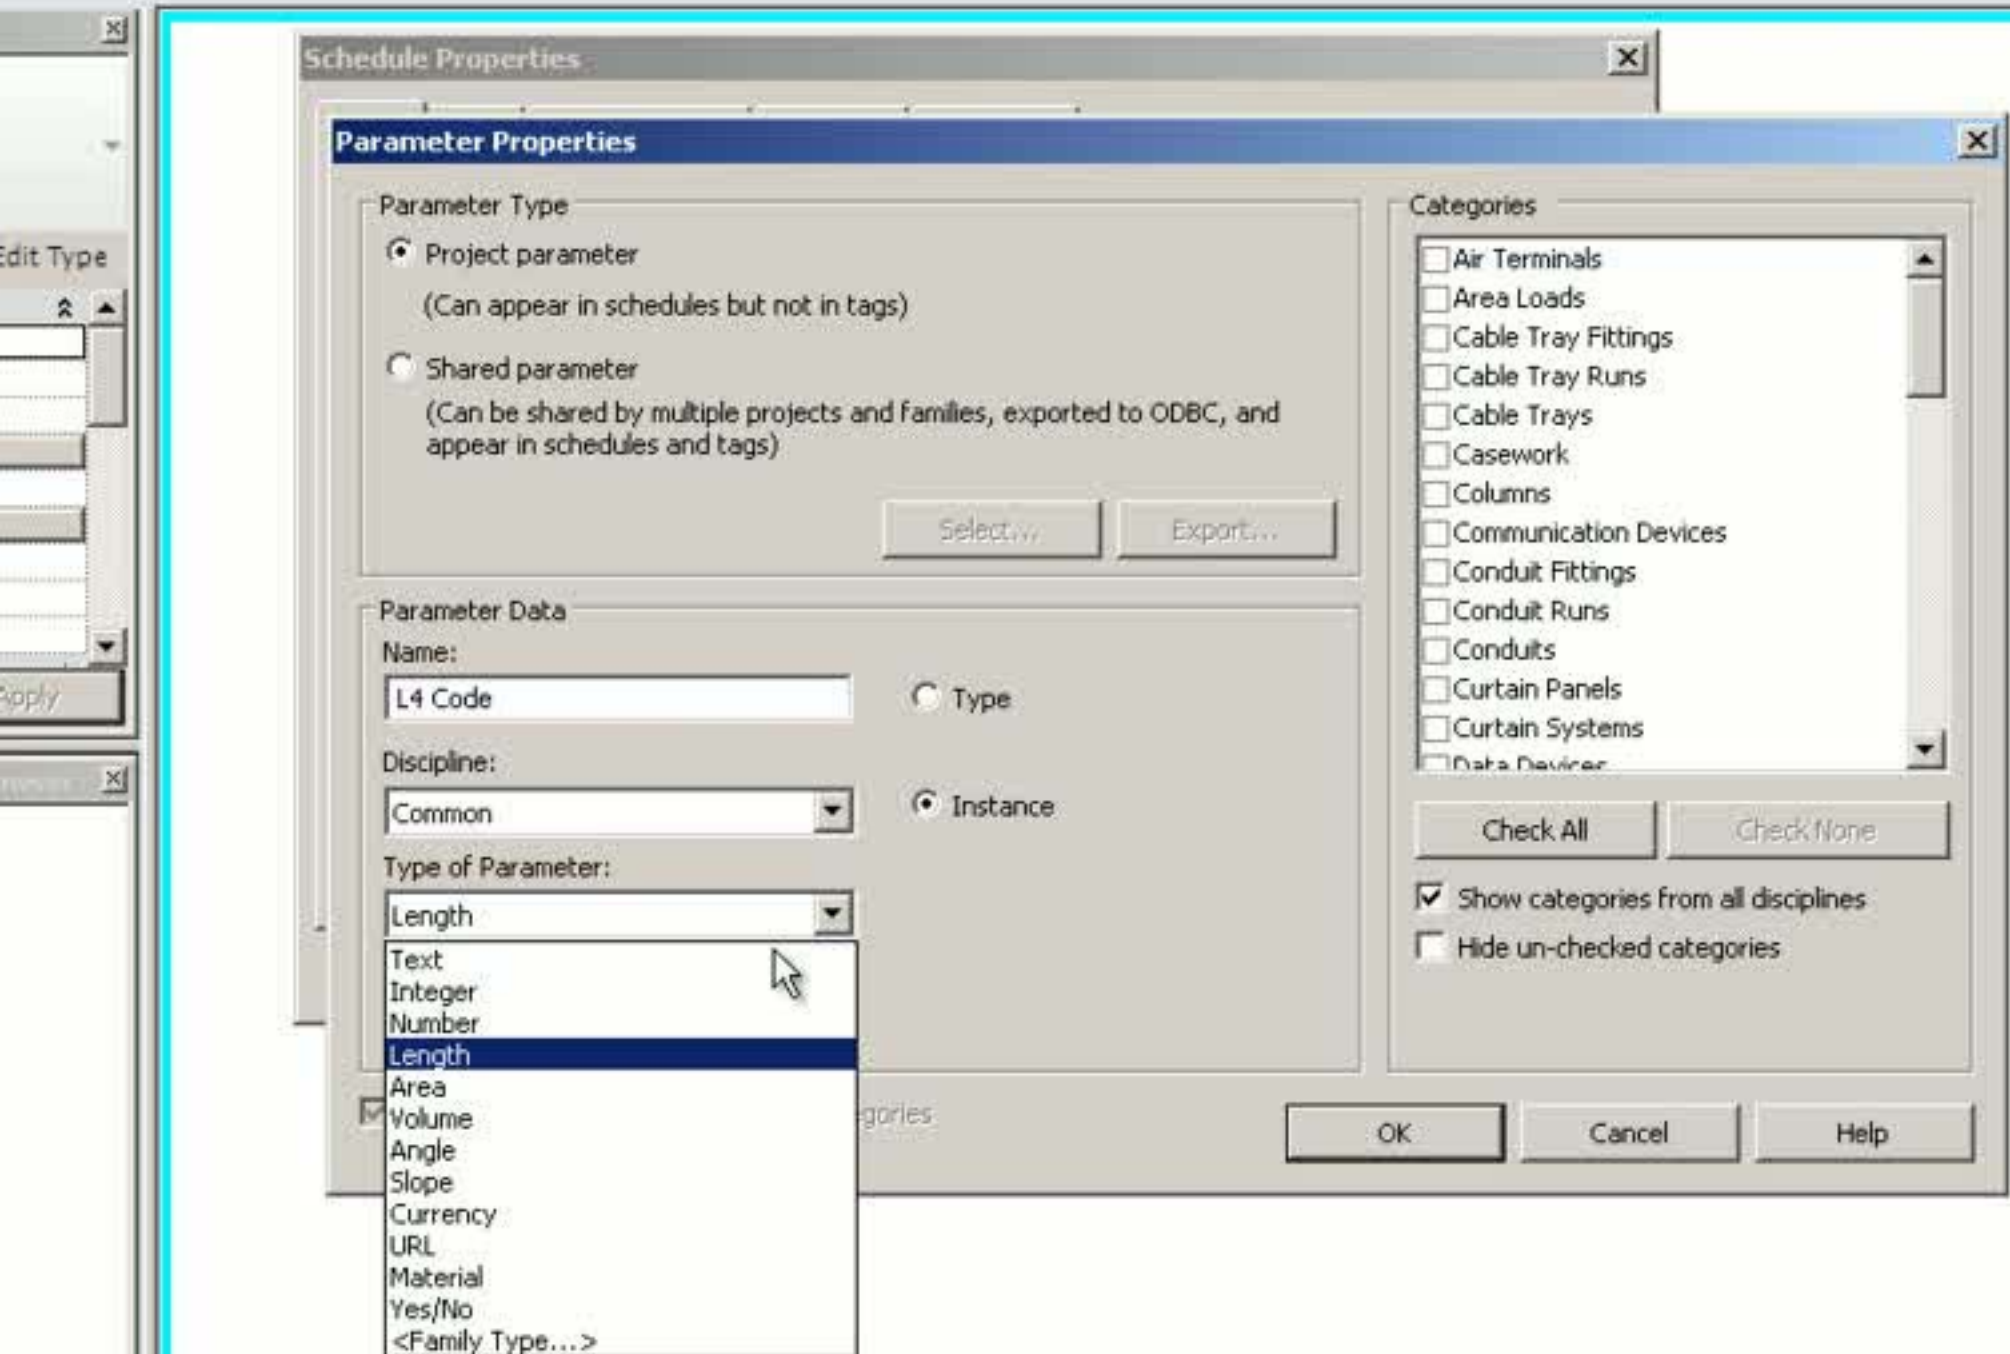 Schedule Properties
Parameter Properties
Edit Type
Apply
Parameter Type
Project parameter
(Can appear in schedules but not in tags)
Shared parameter
(Can be shared by multiple projects and families, exported to ODBC, and
appear in schedules and tags)
Select...
Export...
Parameter Data
Name:
L4 Code
Type
Discipline:
Common
Instance
Type of Parameter:
Length
Text
Integer
Number
Length
Area
Volume
Angle
Slope
Currency
URL
Material
Yes/No
<Family Type...>
Categories
Air Terminals
Area Loads
Cable Tray Fittings
Cable Tray Runs
Cable Trays
Casework
Columns
Communication Devices
Conduit Fittings
Conduit Runs
Conduits
Curtain Panels
Curtain Systems
Data Devices
Check All
Check None
Show categories from all disciplines
Hide un-checked categories
OK
Cancel
Help